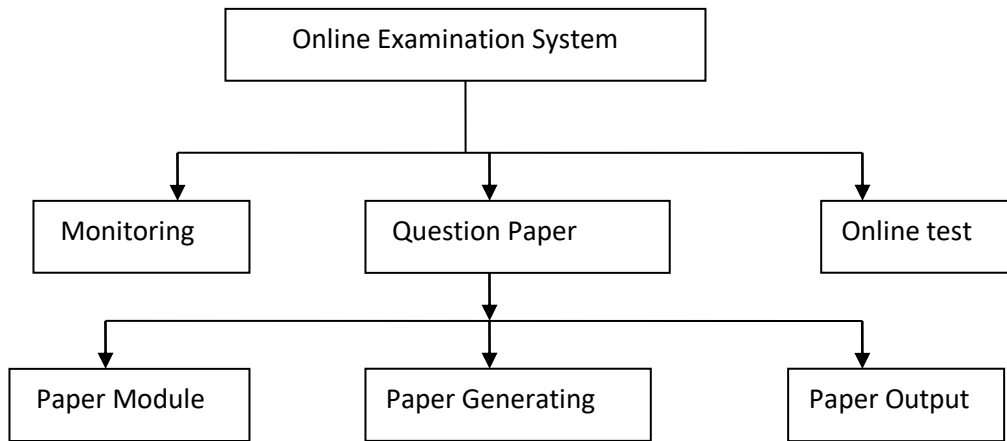 Online Examination System
Monitoring
Question Paper
Online test
Paper Module
Paper Generating
Paper Output